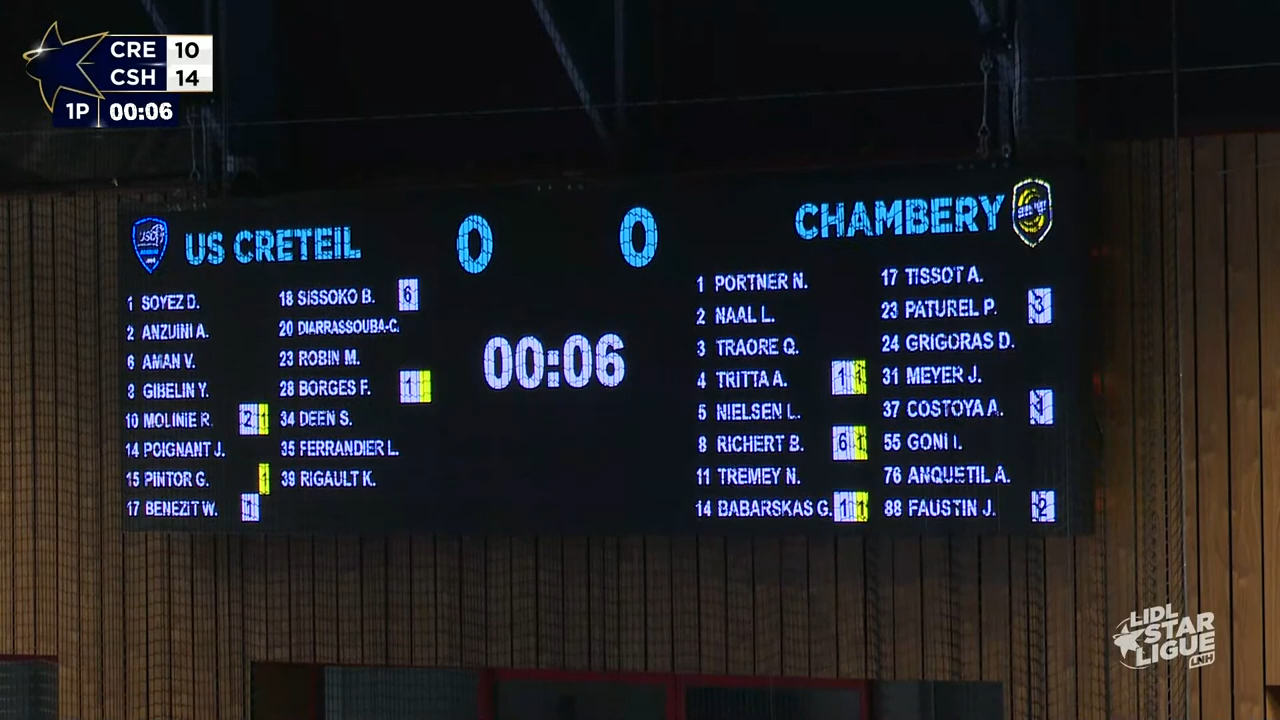 CRE 10
CSH 14
1P 00:06
US CRETEIL 0 0 CHAMBERY
00:06
1 SOYEZ D.
2 ANZUINI A.
6 AMAN V.
8 GIBELIN Y.
10 MOLINIE R. 2 1
14 POIGNANT J.
15 PINTOR G. 1
17 BENEZIT W. 1
18 SISSOKO B. 6
20 DIARRASSOUBA-C.
23 ROBIN M.
28 BORGES F. 1 1
34 DEEN S.
35 FERRANDIER L.
39 RIGAULT K.
1 PORTNER N.
2 NAAL L.
3 TRAORE Q.
4 TRITTA A. 1 1
5 NIELSEN L.
8 RICHERT B. 6 1
11 TREMEY N.
14 BABARSKAS G. 1 1
17 TISSOT A.
23 PATUREL P. 3
24 GRIGORAS D.
31 MEYER J.
37 COSTOYA A.
55 GONI I.
76 ANQUETIL A.
88 FAUSTIN J. 2
LIDL
STAR
LIGUE
LNH